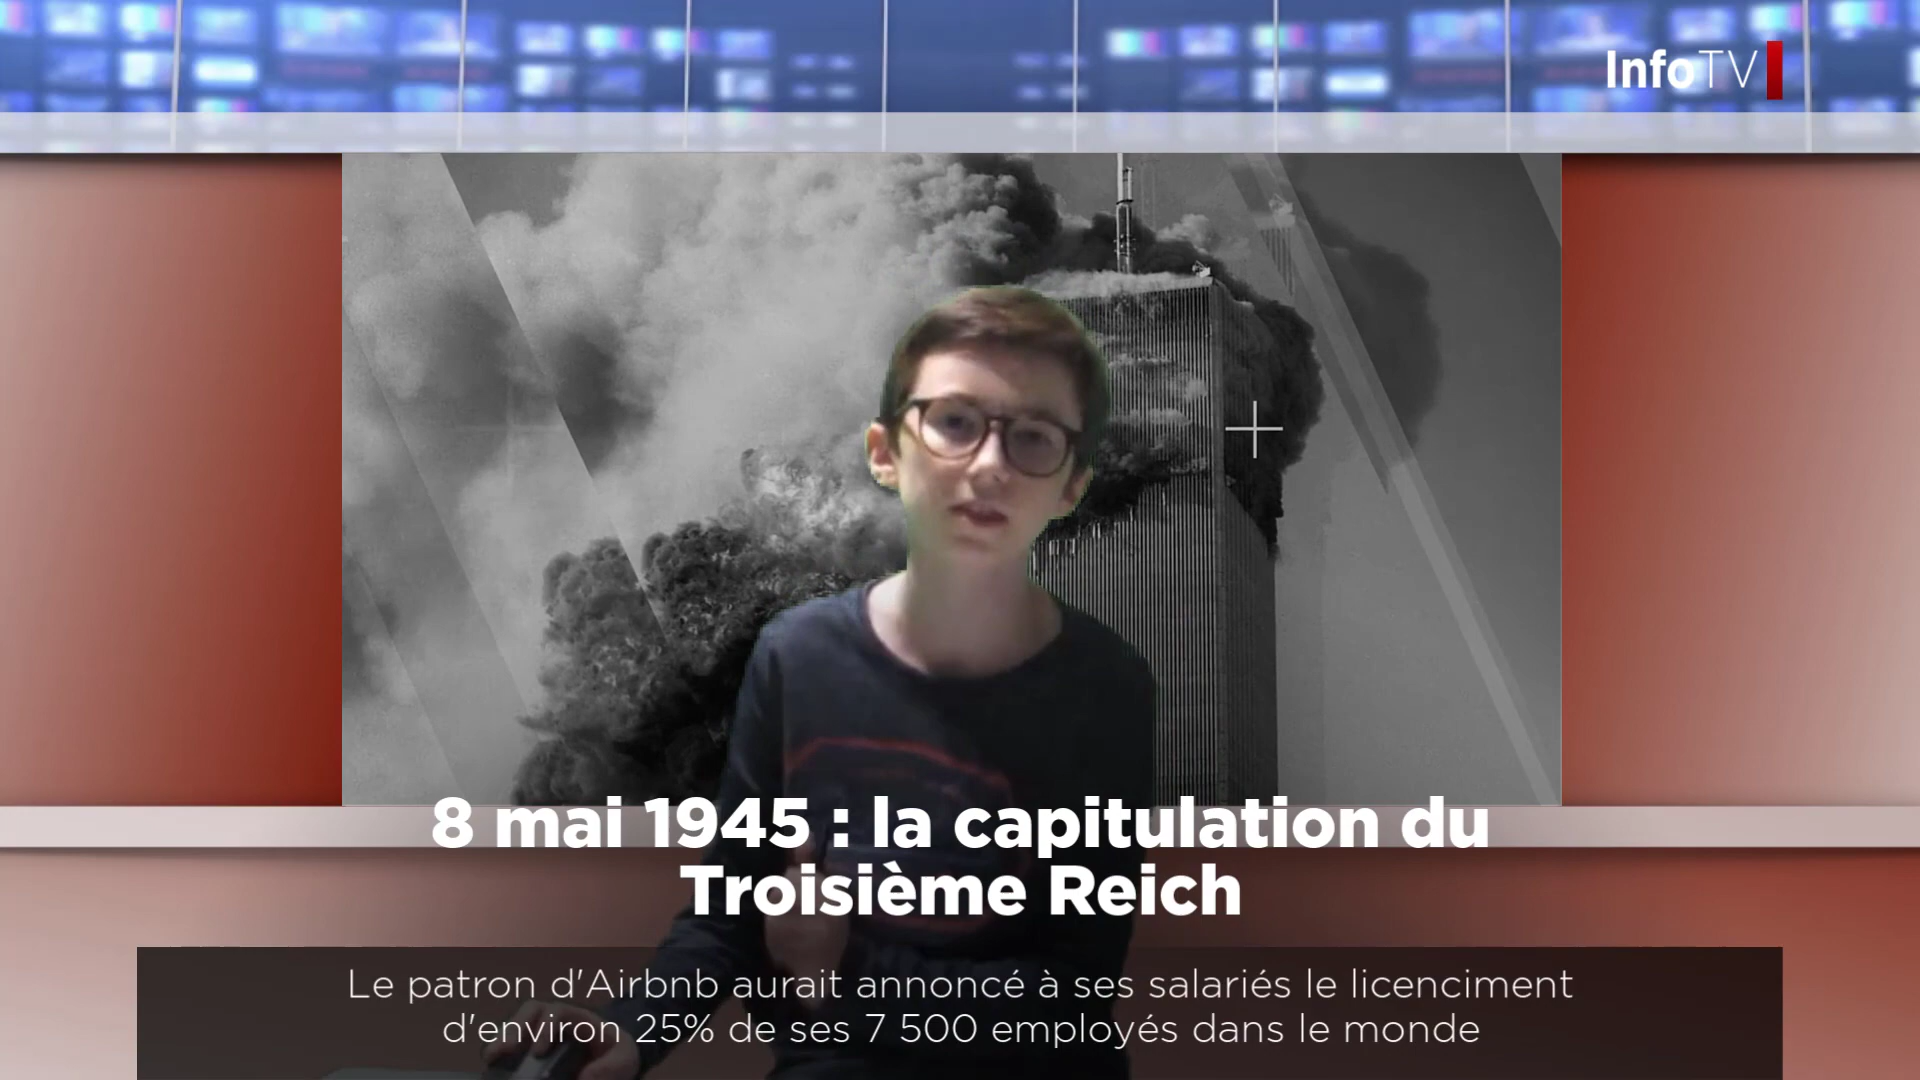 InfoTV
8 mai 1945 : la capitulation du
Troisième Reich
Le patron d'Airbnb aurait annoncé à ses salariés le licenciment
d'environ 25% de ses 7 500 employés dans le monde